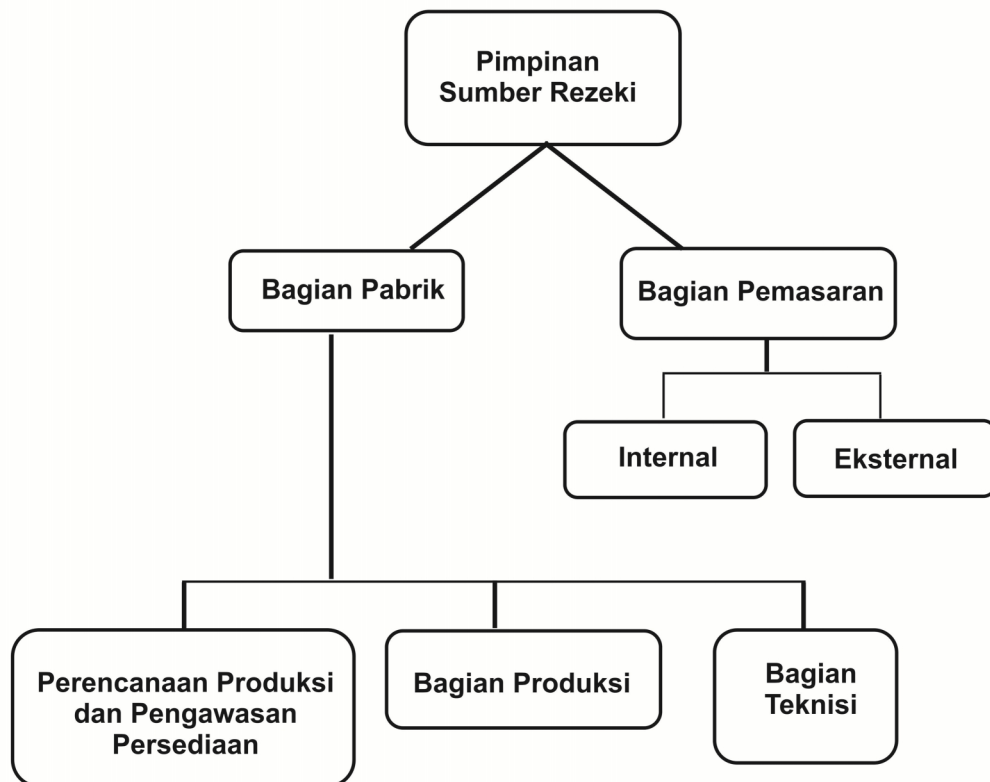 Pimpinan
Sumber Rezeki
Bagian Pabrik
Bagian Pemasaran
Internal
Eksternal
Perencanaan Produksi
dan Pengawasan
Persediaan
Bagian Produksi
Bagian
Teknisi